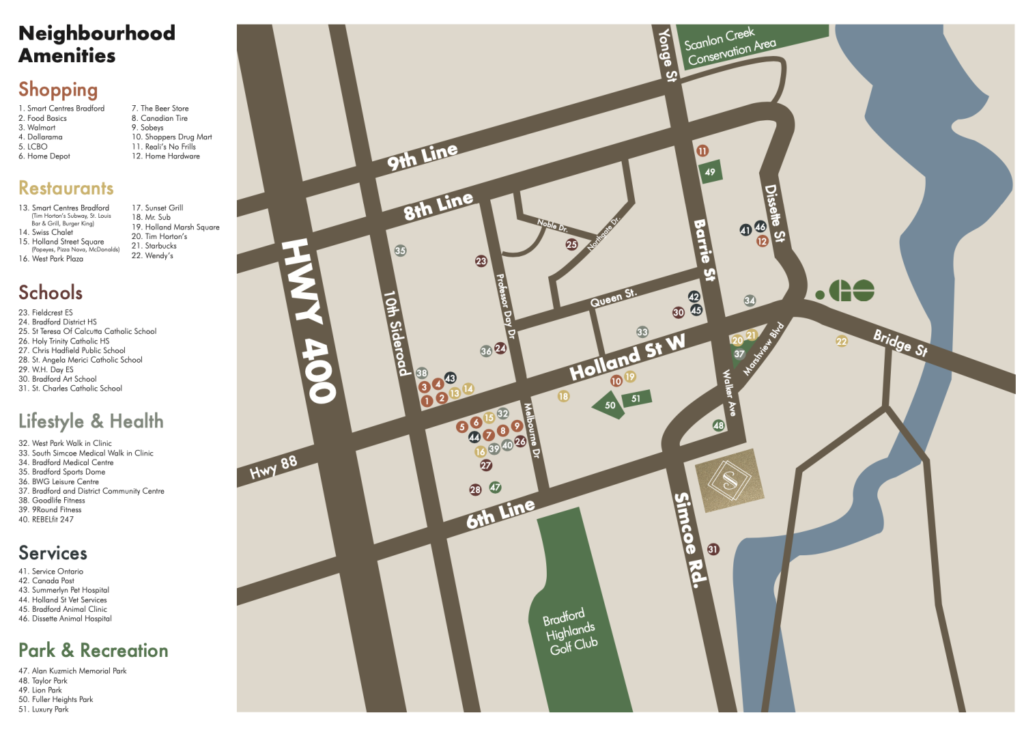 Neighbourhood
Amenities
Shopping
1. Smart Centres Bradford
2. Food Basics
3. Walmart
4. Dollarama
5. LCBO
6. Home Depot
7. The Beer Store
8. Canadian Tire
9. Sobeys
10. Shoppers Drug Mart
11. Reali's No Frills
12. Home Hardware
Restaurants
13. Smart Centres Bradford
(Tim Horton's Subway, St. Louis
Bar & Grill, Burger King)
14. Swiss Chalet
15. Holland Street Square
(Popeyes, Pizza Nova, McDonalds)
16. West Park Plaza
17. Sunset Grill
18. Mr. Sub
19. Holland Marsh Square
20. Tim Horton's
21. Starbucks
22. Wendy's
Schools
23. Fieldcrest ES
24. Bradford District HS
25. St Teresa Of Calcutta Catholic School
26. Holy Trinity Catholic HS
27. Chris Hadfield Public School
28. St. Angela Merici Catholic School
29. W.H. Day ES
30. Bradford Art School
31. St. Charles Catholic School
Lifestyle & Health
32. West Park Walk in Clinic
33. South Simcoe Medical Walk in Clinic
34. Bradford Medical Centre
35. Bradford Sports Dome
36. BWG Leisure Centre
37. Bradford and District Community Centre
38. Goodlife Fitness
39. 9Round Fitness
40. REBELfit 247
Services
41. Service Ontario
42. Canada Post
43. Summerlyn Pet Hospital
44. Holland St Vet Services
45. Bradford Animal Clinic
46. Dissette Animal Hospital
Park & Recreation
47. Alan Kuzmich Memorial Park
48. Taylor Park
49. Lion Park
50. Fuller Heights Park
51. Luxury Park
Yonge St
Scanlon Creek
Conservation Area
9th Line
8th Line
11
49
Dissette St
Noble Dr.
Northgate Dr.
25
41
46
12
35
23
Barrie St
HWY 400
10th Sideroad
Professor Day Dr
Queen St.
42
30
45
34
GO
33
20
21
37
Marshview Blvd
22
Bridge St
36
24
Holland St W
38
43
3
4
1
2
13
14
10
19
18
50
51
Walker Ave
48
Melbourne Dr
15
32
5
6
9
44
7
8
16
39
40
26
27
28
47
Hwy 88
6th Line
S
Simcoe Rd.
31
Bradford
Highlands
Golf Club